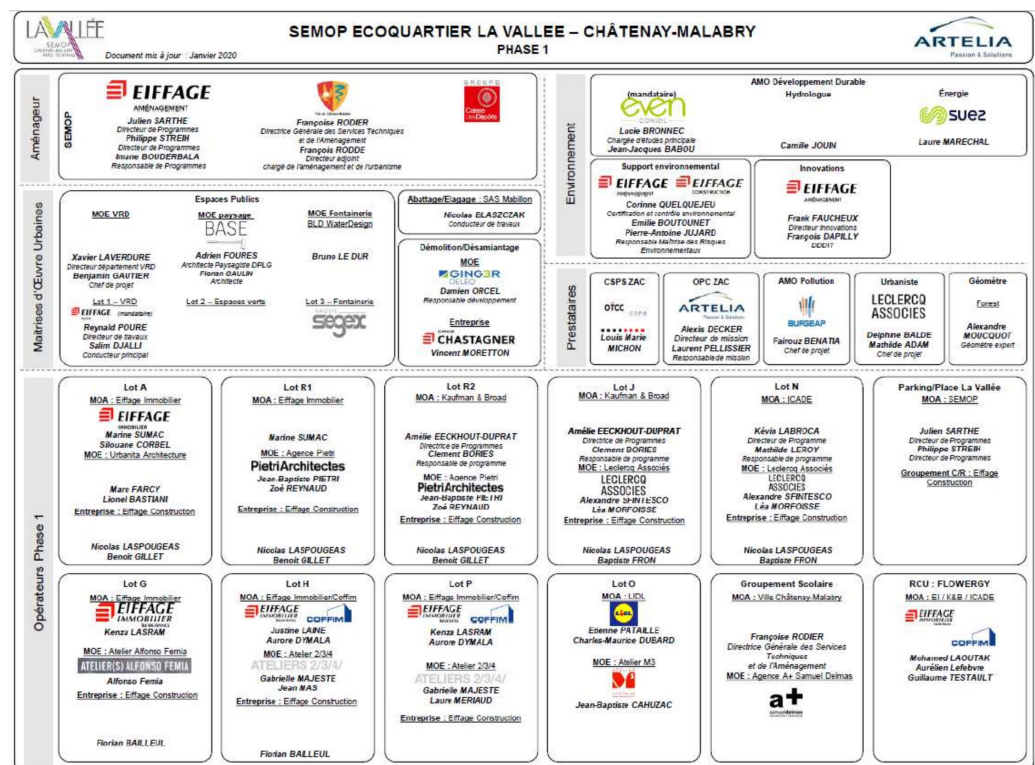 LAVALLÉE
SEMOP
Document mis à jour : Janvier 2020
SEMOP ECOQUARTIER LA VALLEE – CHÂTENAY-MALABRY
PHASE 1
ARTELIA
Passion & Solutions
Aménageur
SEMOP
EIFFAGE
AMÉNAGEMENT
Julien SARTHE
Directeur de Programmes
Philippe STREIH
Directeur de Programmes
Imane BOUDERBALA
Responsable de Programmes
Françoise RODIER
Directrice Générale des Services Techniques
et de l'Aménagement
François RODDE
Directeur adjoint
chargé de l'aménagement et de l'urbanisme
GROUPE
Caisse
des Dépôts
Environnement
AMO Développement Durable
(mandataire)
even
CONSEIL
Lucie BRONNEC
Chargée d'études principale
Jean-Jacques BABOU
Hydrologue
Camille JOUIN
Énergie
suez
Laure MARECHAL
Support environmental
EIFFAGE
AMÉNAGEMENT
EIFFAGE
CONSTRUCTION
Corinne QUELQUEJEU
Certification et contrôle environnemental
Emilie BOUTOUNET
Pierre-Antoine JUJARD
Responsable Maîtrise des Risques
Environnementaux
Innovations
EIFFAGE
AMÉNAGEMENT
Frank FAUCHEUX
Directeur Innovations
François DAPILLY
DDDIT
Maîtrises d'Œuvre Urbaines
Espaces Publics
MOE VRD
Xavier LAVERDURE
Directeur département VRD
Benjamin GAUTIER
Chef de projet
MOE paysage
BASE
Adrien FOURES
Architecte Paysagiste DPLG
Florian GAULIN
Architecte
MOE Fontainerie
BLD WaterDesign
Bruno LE DUR
Lot 1 – VRD
EIFFAGE (mandataire)
Reynald POURE
Directeur de travaux
Salim DJALLI
Conducteur principal
Lot 2 – Espaces verts
Lot 3 – Fontainerie
segex
Abattage/Elagage : SAS Mabillon
Nicolas BLASZCZAK
Conducteur de travaux
Démolition/Désamiantage
MOE
GINGER
DELEO
Damien ORCEL
Responsable développement
Entreprise
EIFFAGE
CHASTAGNER
Vincent MORETTON
Prestataires
CSPS ZAC
OTCC
CSPS
Louis Marie
MICHON
OPC ZAC
ARTELIA
Passion & Solutions
Alexis DECKER
Directeur de mission
Laurent PELLISSIER
Responsable de mission
AMO Pollution
BURGEAP
Fairouz BENATIA
Chef de projet
Urbaniste
LECLERCQ
ASSOCIES
Delphine BALDE
Mathilde ADAM
Chef de projet
Géomètre
Forest
Alexandre
MOUCQUOT
Géomètre expert
Opérateurs Phase 1
Lot A
MOA : Eiffage Immobilier
EIFFAGE
IMMOBILIER
Marine SUMAC
Silouane CORBEL
MOE : Urbanita Architecture
Marc FARCY
Lionel BASTIANI
Entreprise : Eiffage Constructon
Nicolas LASPOUGEAS
Benoit GILLET
Lot R1
MOA : Eiffage Immobilier
Marine SUMAC
MOE : Agence Pietri
PietriArchitectes
Jean-Baptiste PIETRI
Zoé REYNAUD
Entreprise : Eiffage Construction
Nicolas LASPOUGEAS
Benoit GILLET
Lot R2
MOA : Kaufman & Broad
Amélie EECKHOUT-DUPRAT
Directrice de Programmes
Clement BORIES
Responsable de programme
MOE : Agence Pietri
PietriArchitectes
Jean-Baptiste PIETRI
Zoé REYNAUD
Entreprise : Eiffage Construction
Nicolas LASPOUGEAS
Benoit GILLET
Lot J
MOA : Kaufman & Broad
Amélie EECKHOUT-DUPRAT
Directrice de Programmes
Clement BORIES
Responsable de programme
MOE : Leclercq Associés
LECLERCQ
ASSOCIES
Alexandre SFINTESCO
Léa MORFOISSE
Entreprise : Eiffage Construction
Nicolas LASPOUGEAS
Baptiste FRON
Lot N
MOA : ICADE
Kévin LABROCA
Directeur de Programme
Mathilde LEROY
Responsable de programme
MOE : Leclercq Associés
LECLERCQ
ASSOCIES
Alexandre SFINTESCO
Léa MORFOISSE
Entreprise : Eiffage Construction
Nicolas LASPOUGEAS
Baptiste FRON
Parking/Place La Vallée
MOA : SEMOP
Julien SARTHE
Directeur de Programmes
Philippe STREIH
Directeur de Programmes
Groupement C/R : Eiffage
Construction
Lot G
MOA : Eiffage Immobilier
EIFFAGE
IMMOBILIER
ÎLE-DE-FRANCE
Kenza LASRAM
MOE : Atelier Alfonso Femia
ATELIER(S) ALFONSO FEMIA
Alfonso Femia
Entreprise : Eiffage Construction
Florian BAILLEUL
Lot H
MOA : Eiffage Immobilier/Coffim
EIFFAGE
IMMOBILIER
COFFIM
Justine LAINE
Aurore DYMALA
MOE : Atelier 2/3/4
ATELIERS 2/3/4/
Gabrielle MAJESTE
Jean MAS
Entreprise : Eiffage Construction
Florian BAILLEUL
Lot P
MOA : Eiffage Immobilier/Coffim
EIFFAGE
IMMOBILIER
COFFIM
Kenza LASRAM
Aurore DYMALA
MOE : Atelier 2/3/4
ATELIERS 2/3/4/
Gabrielle MAJESTE
Laure MERIAUD
Entreprise : Eiffage Construction
Lot O
MOA : LIDL
LIDL
Etienne PATAILLE
Charles-Maurice DUBARD
MOE : Atelier M3
Jean-Baptiste CAHUZAC
Groupement Scolaire
MOA : Ville Châtenay-Malabry
Françoise RODIER
Directrice Générale des Services
Techniques
et de l'Aménagement
MOE : Agence A+ Samuel Delmas
a+
samueldelmas
RCU : FLOWERGY
MOA : EI / K&B / ICADE
EIFFAGE
IMMOBILIER
COFFIM
Mohamed LAOUTAK
Aurélien Lefebvre
Guillaume TESTAULT